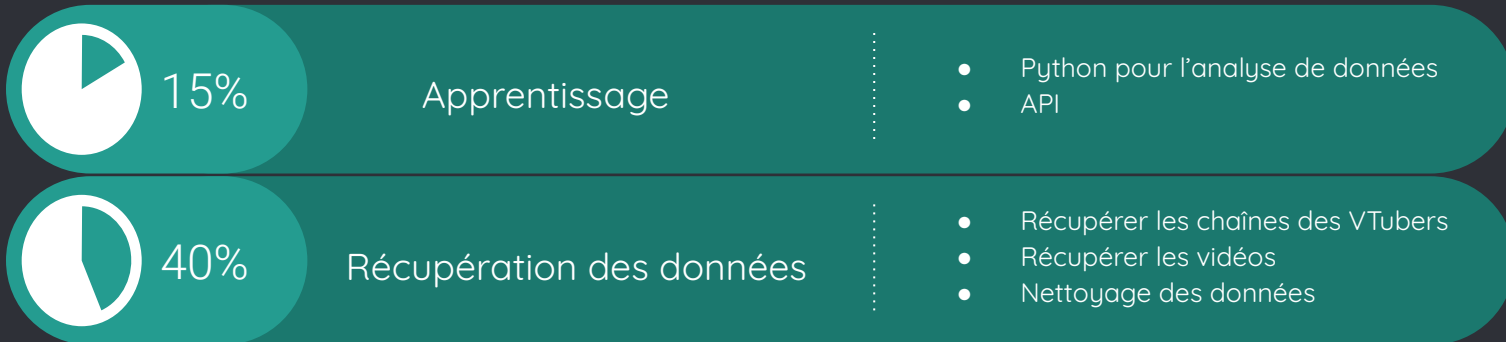 15%
Apprentissage
● Python pour l’analyse de données
● API
40%
Récupération des données
● Récupérer les chaînes des VTubers
● Récupérer les vidéos
● Nettoyage des données